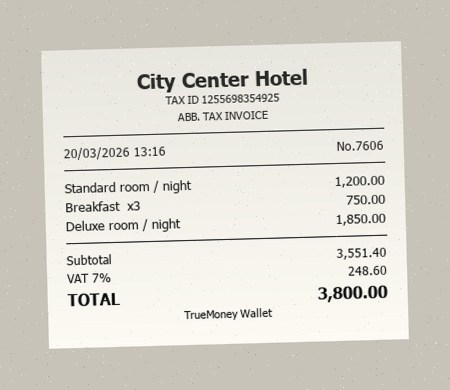 City Center Hotel
TAX ID 1255698354925
ABB. TAX INVOICE
20/03/2026 13:16 No.7606
Standard room / night 1,200.00
Breakfast x3 750.00
Deluxe room / night 1,850.00
Subtotal 3,551.40
VAT 7% 248.60
TOTAL 3,800.00
TrueMoney Wallet